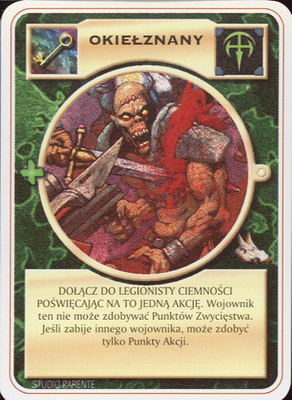 OKIEŁZNANY
DOŁĄCZ DO LEGIONISTY CIEMNOŚCI
POŚWIĘCAJĄC NA TO JEDNĄ AKCJĘ. Wojownik
ten nie może zdobywać Punktów Zwycięstwa.
Jeśli zabije innego wojownika, może zdobyć
tylko Punkty Akcji.
STUDIO PARENTE